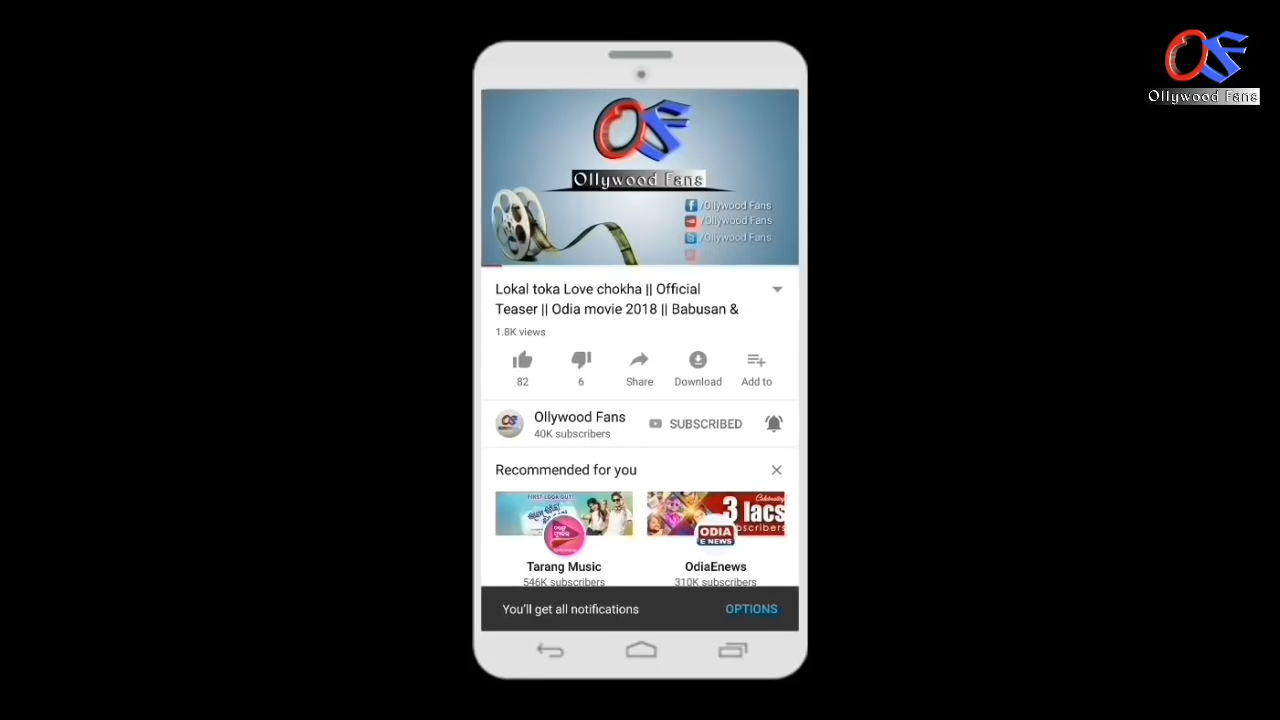 OF
Ollywood Fans
OF
Ollywood Fans
/Ollywood Fans
/Ollywood Fans
/Ollywood Fans
Lokal toka Love chokha || Official
Teaser || Odia movie 2018 || Babusan &
1.8K views
82
6
Share
Download
Add to
Ollywood Fans
40K subscribers
SUBSCRIBED
Recommended for you
FIRST LOOK OUT!
Celebrating
3 lacs
ODIA
E NEWS
Tarang Music
OdiaEnews
546K subscribers
310K subscribers
You'll get all notifications
OPTIONS